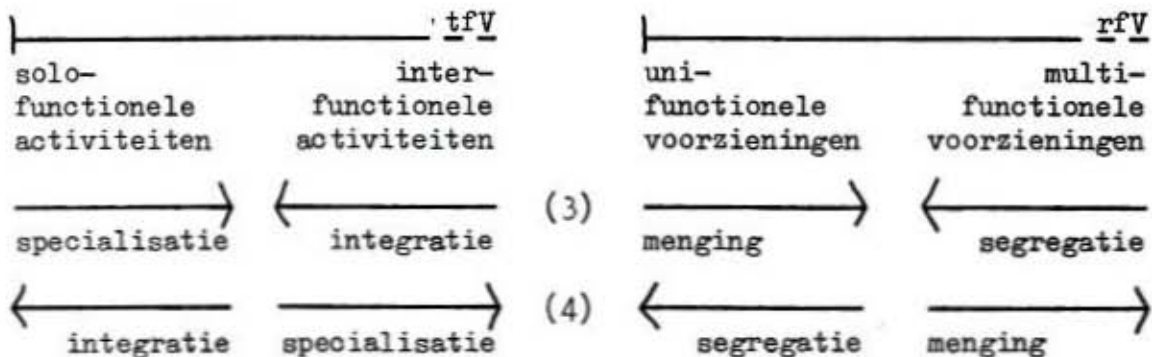 tfV rfV
solo- inter- uni- multi-
functionele functionele functionele functionele
activiteiten activiteiten voorzieningen voorzieningen
(3)
specialisatie integratie menging segregatie
(4)
integratie specialisatie segregatie menging